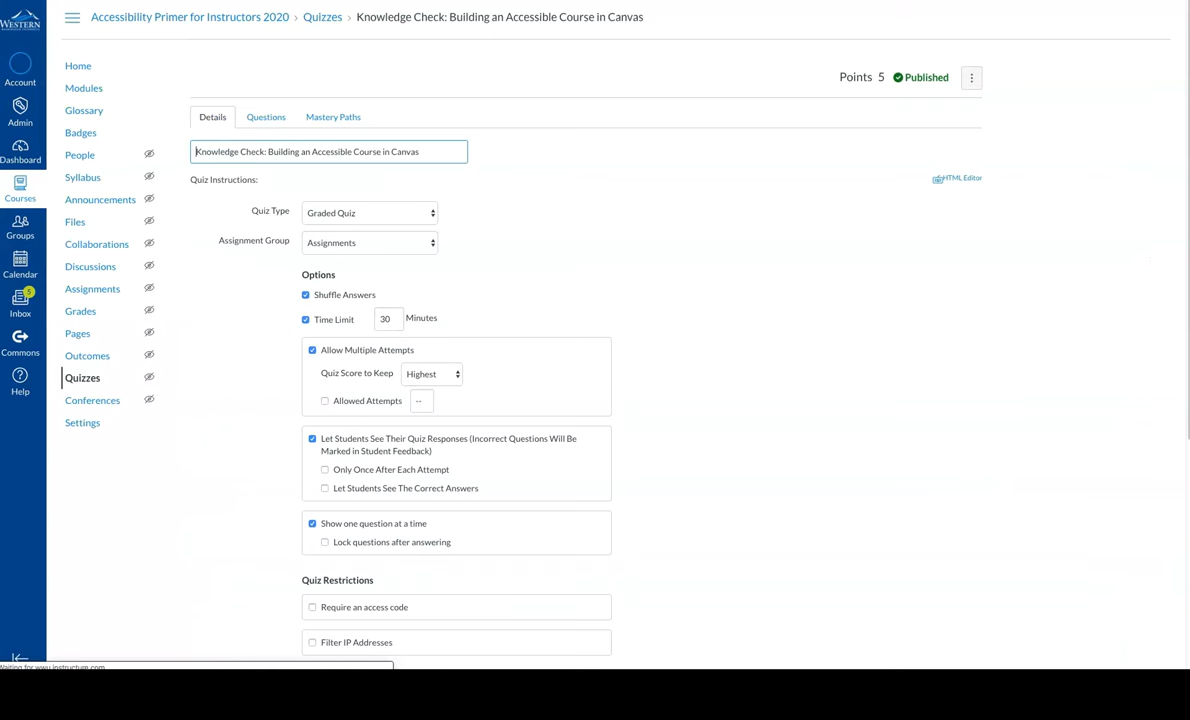 WESTERN
Accessibility Primer for Instructors 2020 › Quizzes › Knowledge Check: Building an Accessible Course in Canvas
Account
Admin
Dashboard
Courses
Groups
Calendar
5
Inbox
Commons
Help
Home
Modules
Glossary
Badges
People
Syllabus
Announcements
Files
Collaborations
Discussions
Assignments
Grades
Pages
Outcomes
Quizzes
Conferences
Settings
Points 5 Published
Details Questions Mastery Paths
Knowledge Check: Building an Accessible Course in Canvas
Quiz Instructions: HTML Editor
Quiz Type Graded Quiz
Assignment Group Assignments
Options
Shuffle Answers
Time Limit 30 Minutes
Allow Multiple Attempts
Quiz Score to Keep Highest
Allowed Attempts --
Let Students See Their Quiz Responses (Incorrect Questions Will Be
Marked in Student Feedback)
Only Once After Each Attempt
Let Students See The Correct Answers
Show one question at a time
Lock questions after answering
Quiz Restrictions
Require an access code
Filter IP Addresses
Waiting for wwu.instructure.com